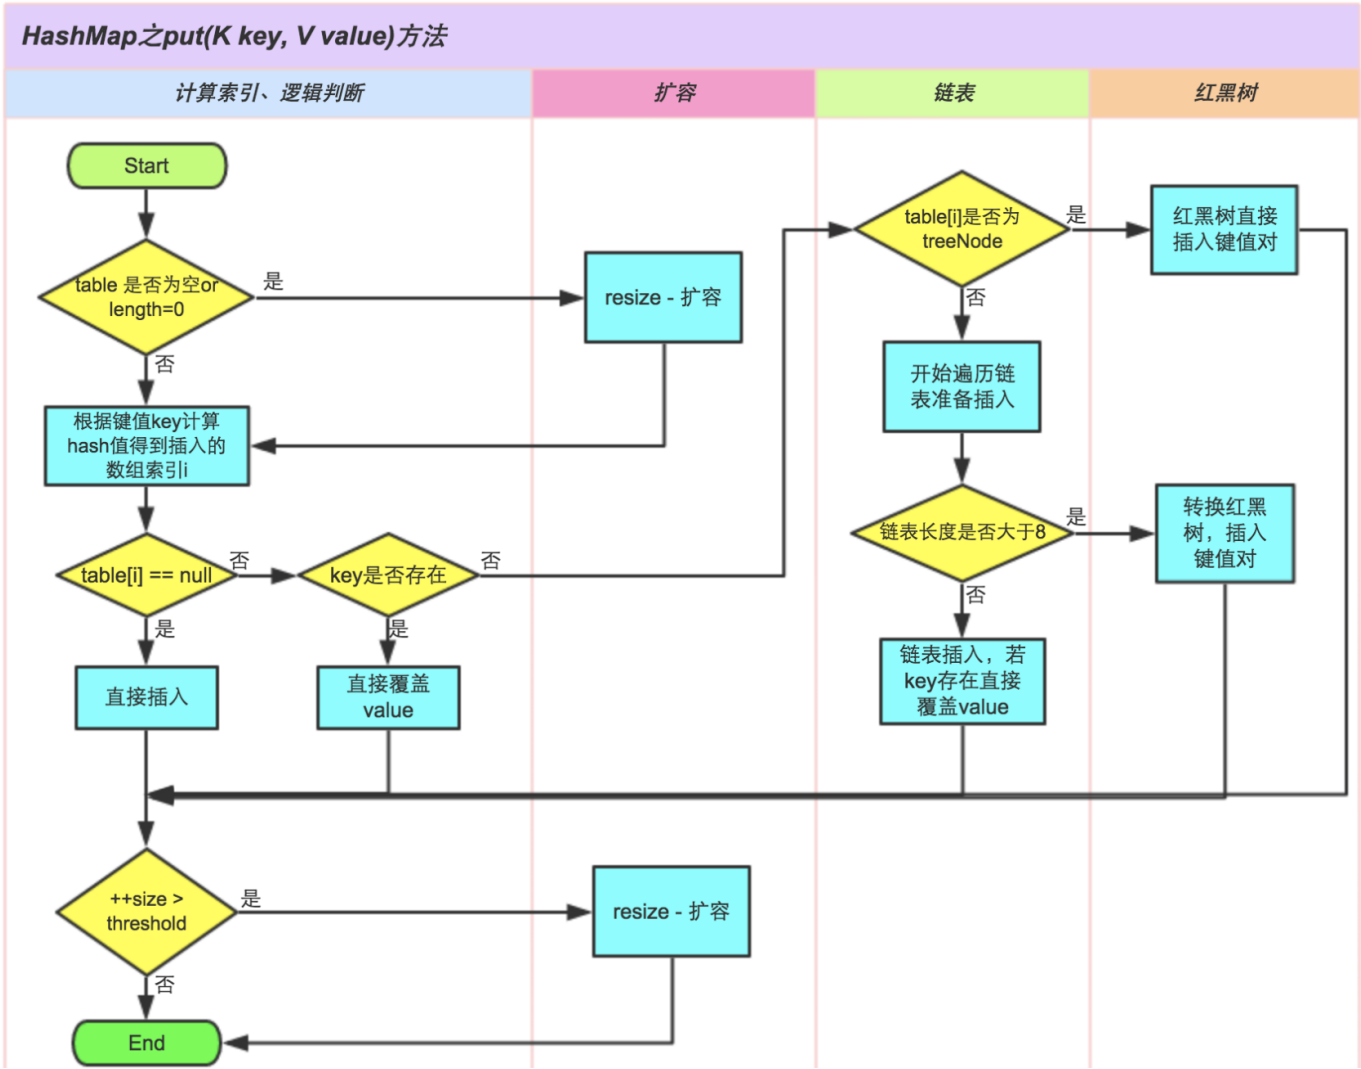 HashMap之put(K key, V value)方法
计算索引、逻辑判断
扩容
链表
红黑树
Start
table 是否为空or
length=0
是
resize - 扩容
否
根据键值key计算
hash值得到插入的
数组索引i
table[i] == null
否
key是否存在
否
是
直接插入
是
直接覆盖
value
table[i]是否为
treeNode
是
红黑树直接
插入键值对
否
开始遍历链
表准备插入
链表长度是否大于8
是
转换红黑
树，插入
键值对
否
链表插入，若
key存在直接
覆盖value
++size >
threshold
是
resize - 扩容
否
End